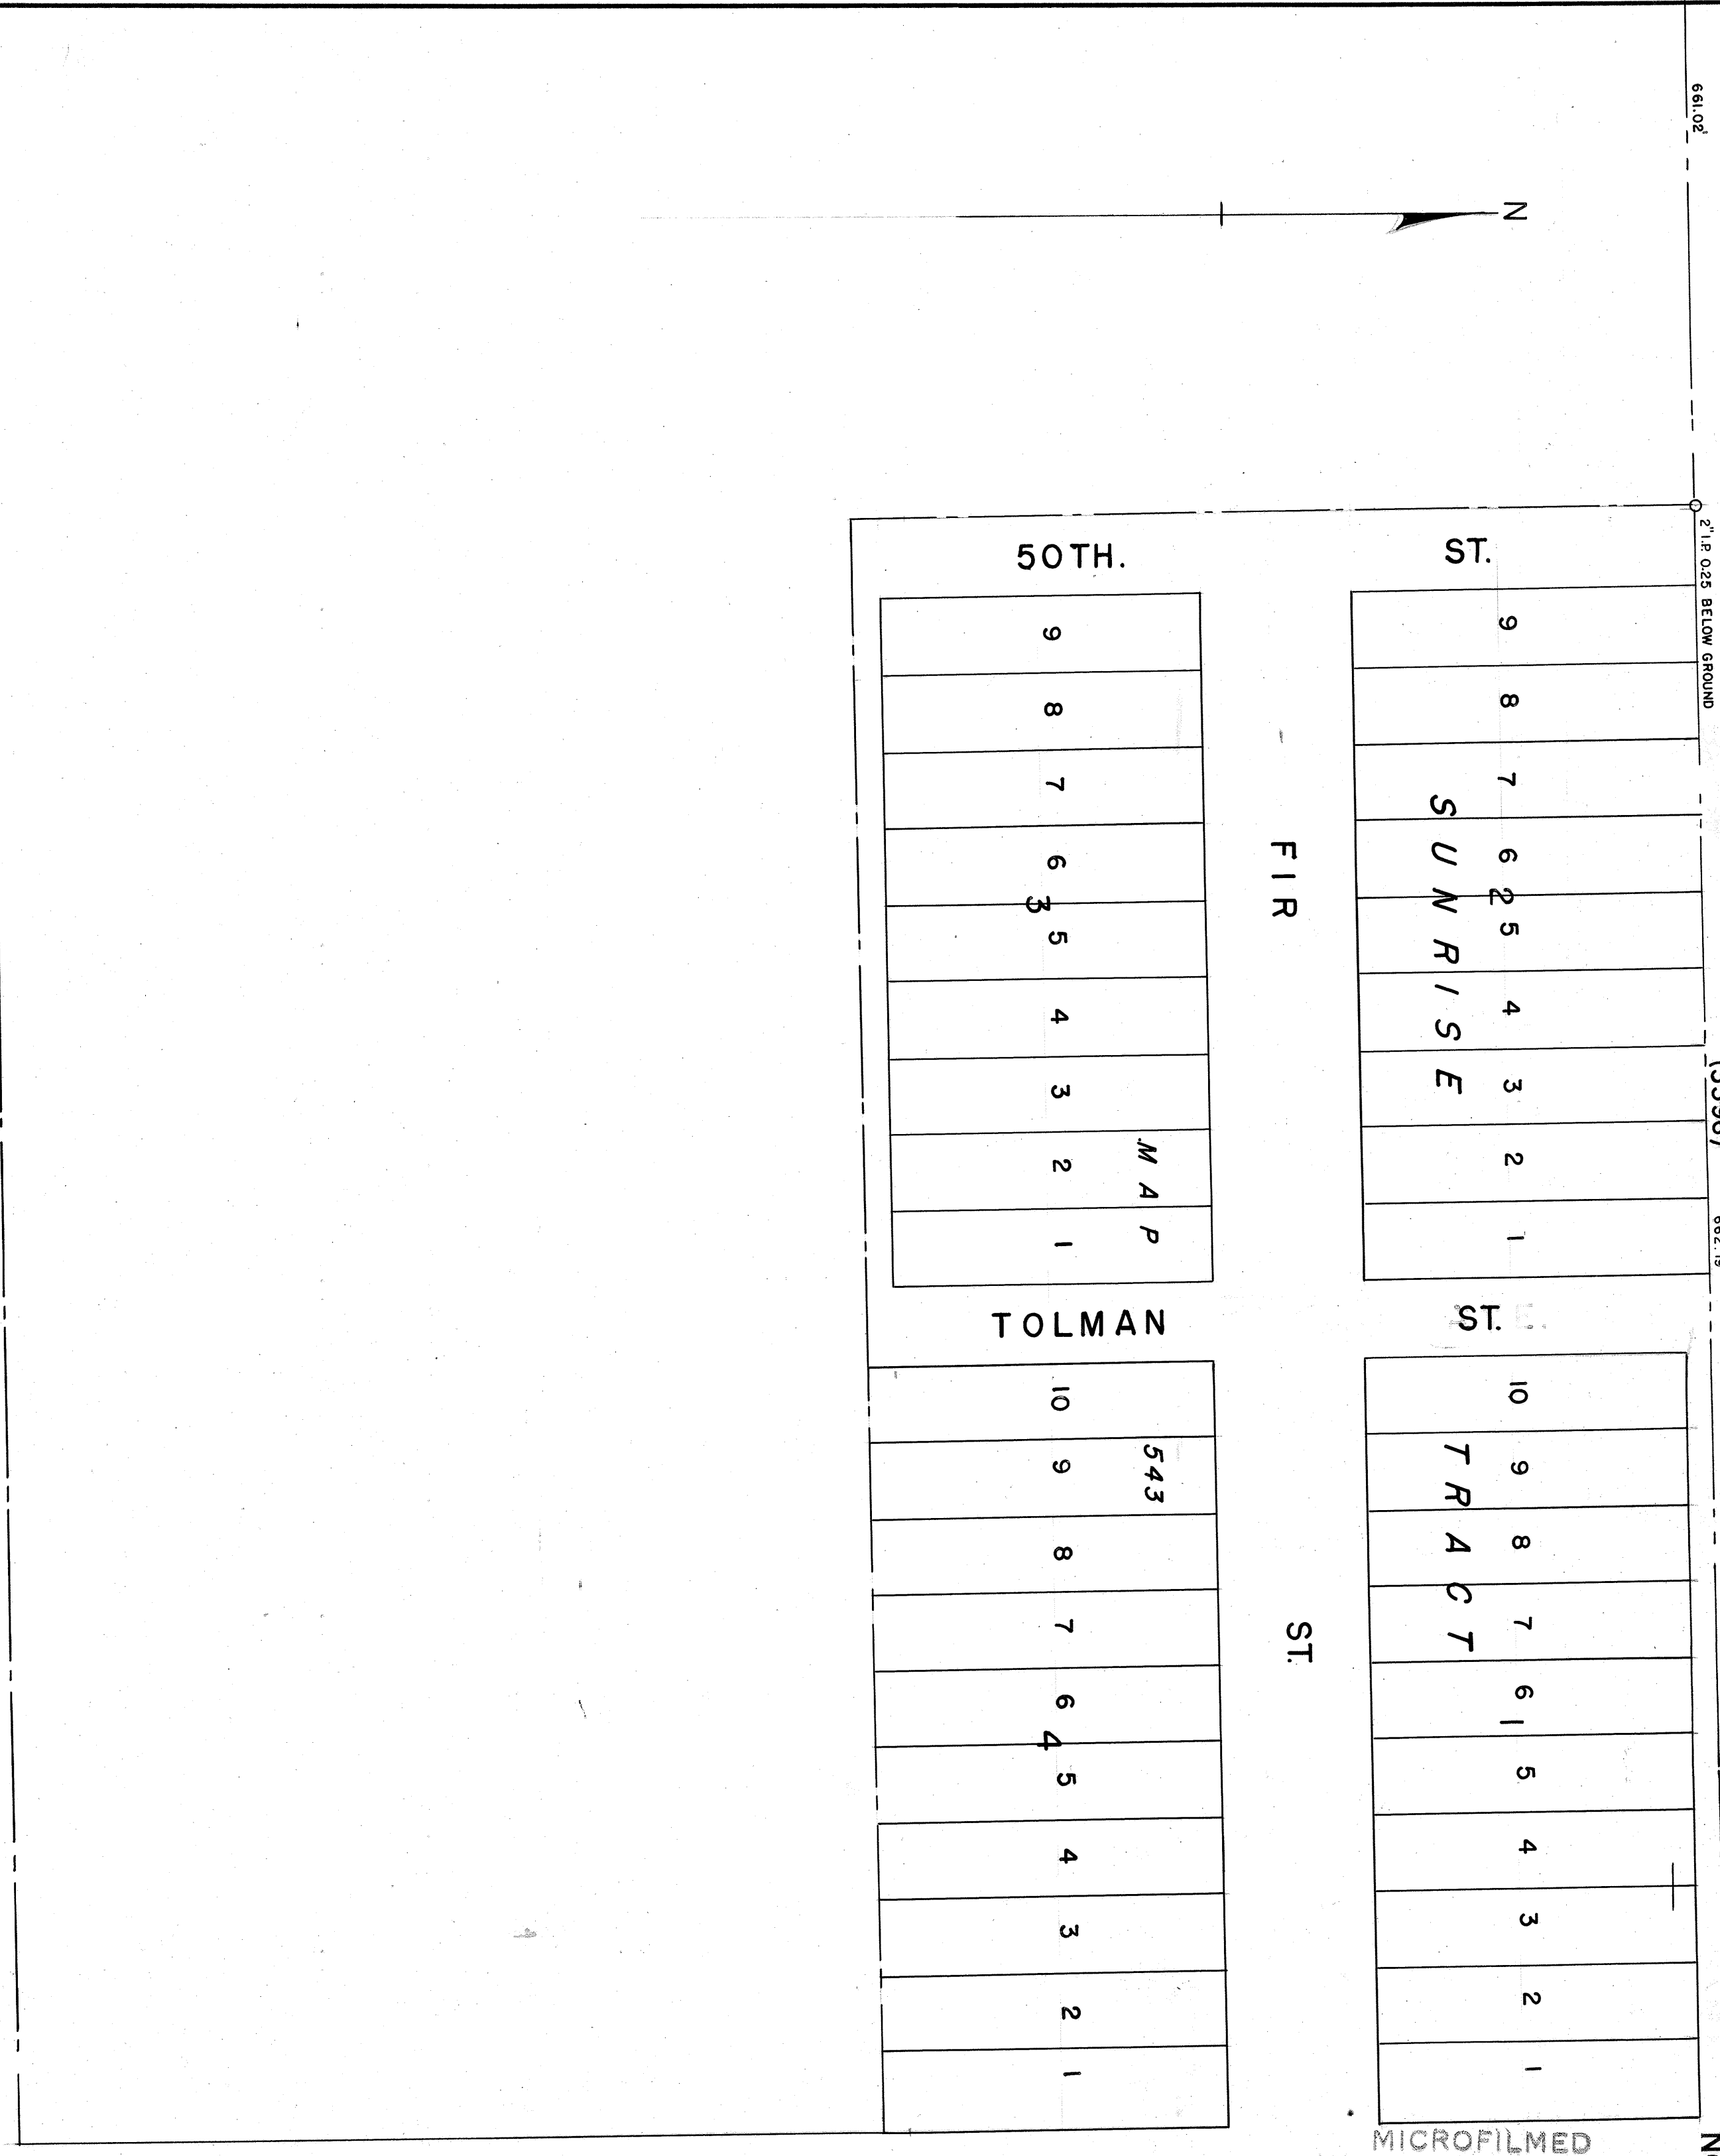 661.02'
N
2" I.P. 0.25 BELOW GROUND
50TH. ST.
9 8 7 6 5 4 3 2 1
2
SUNRISE
FIR ST.
9 8 7 6 5 4 3 2 1
3
MAP
TOLMAN ST.
10 9 8 7 6 5 4 3 2 1
1
TRACT
10 9 8 7 6 5 4 3 2 1
4
543
MICROFILMED
N